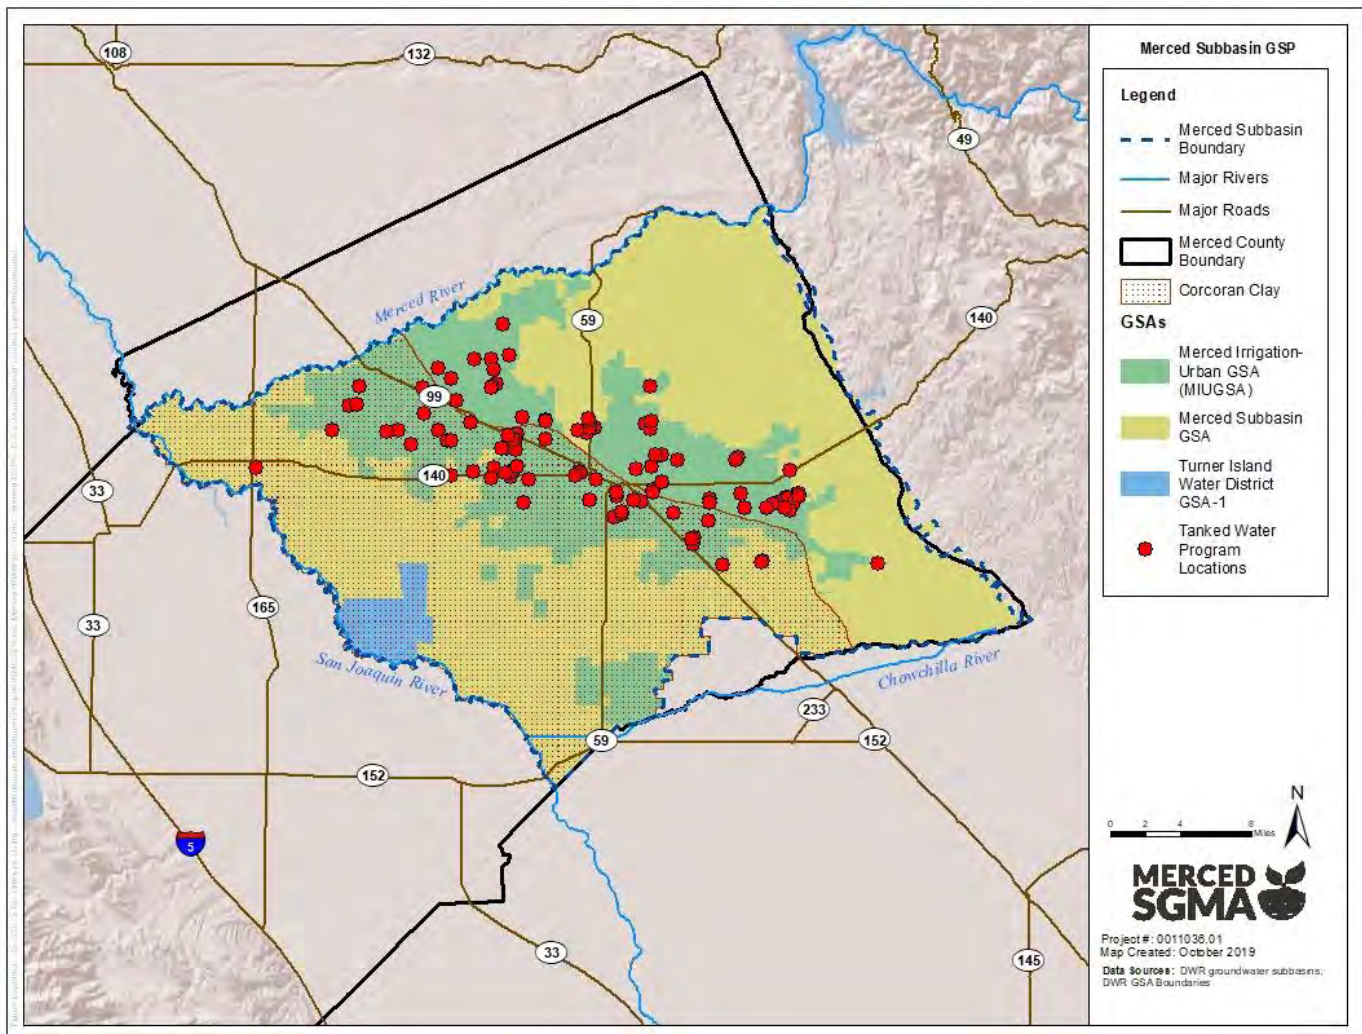 Merced Subbasin GSP
Legend
Merced Subbasin
Boundary
Major Rivers
Major Roads
Merced County
Boundary
Corcoran Clay
GSAs
Merced Irrigation-
Urban GSA
(MIUGSA)
Merced Subbasin
GSA
Turner Island
Water District
GSA-1
Tanked Water
Program
Locations
108
132
49
Merced River
59
140
99
140
33
165
33
San Joaquin River
Chowchilla River
233
59
152
152
5
33
145
N
0 2 4 8
Miles
MERCED
SGMA
Project #: 0011036.01
Map Created: October 2019
Data Sources: DWR groundwater subbasins,
DWR GSA Boundaries